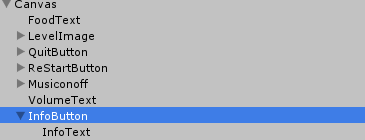 Canvas
FoodText
LevelImage
QuitButton
ReStartButton
Musiconoff
VolumeText
InfoButton
InfoText